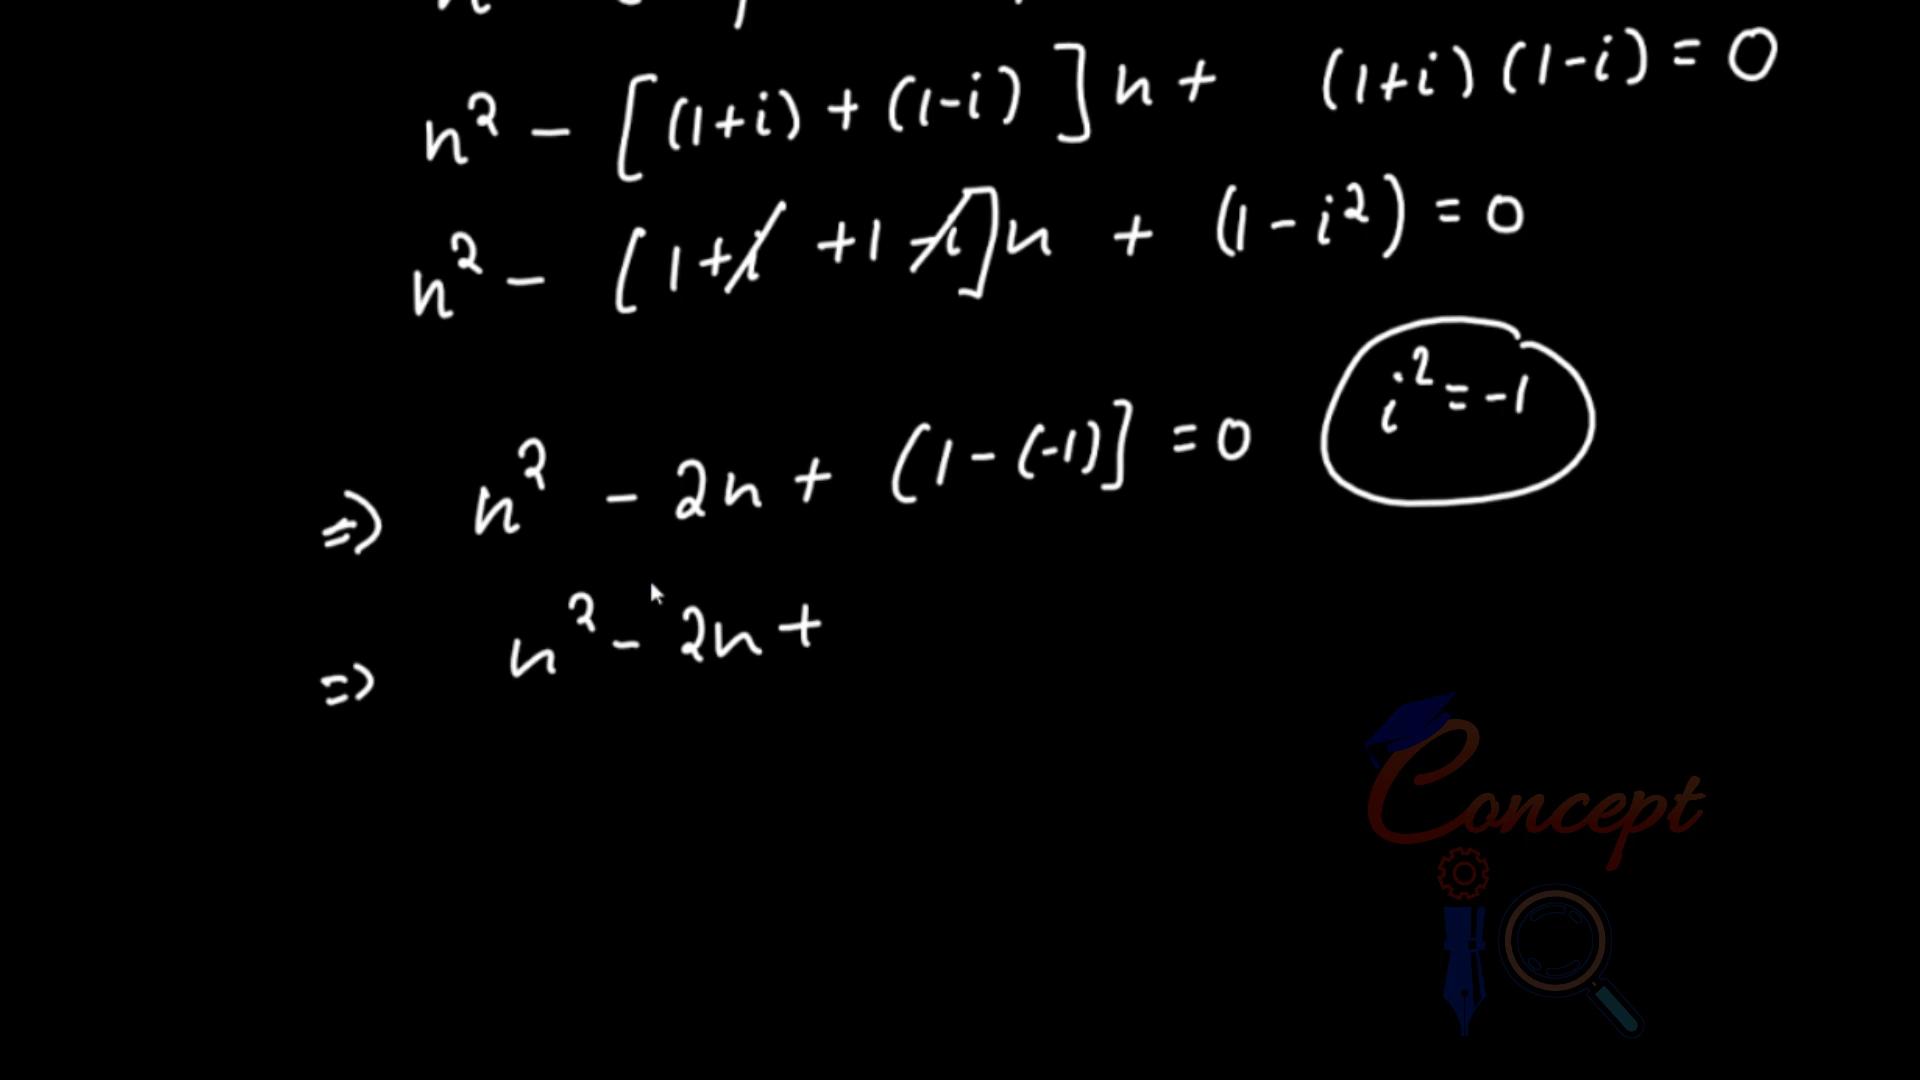 n² - [(1+i) + (1-i)]n + (1+i)(1-i) = 0
n² - [1+i +1 -i]n + (1 - i²) = 0
i² = -1
⇒ n² - 2n + (1 - (-1)] = 0
⇒ n² - 2n +
Concept